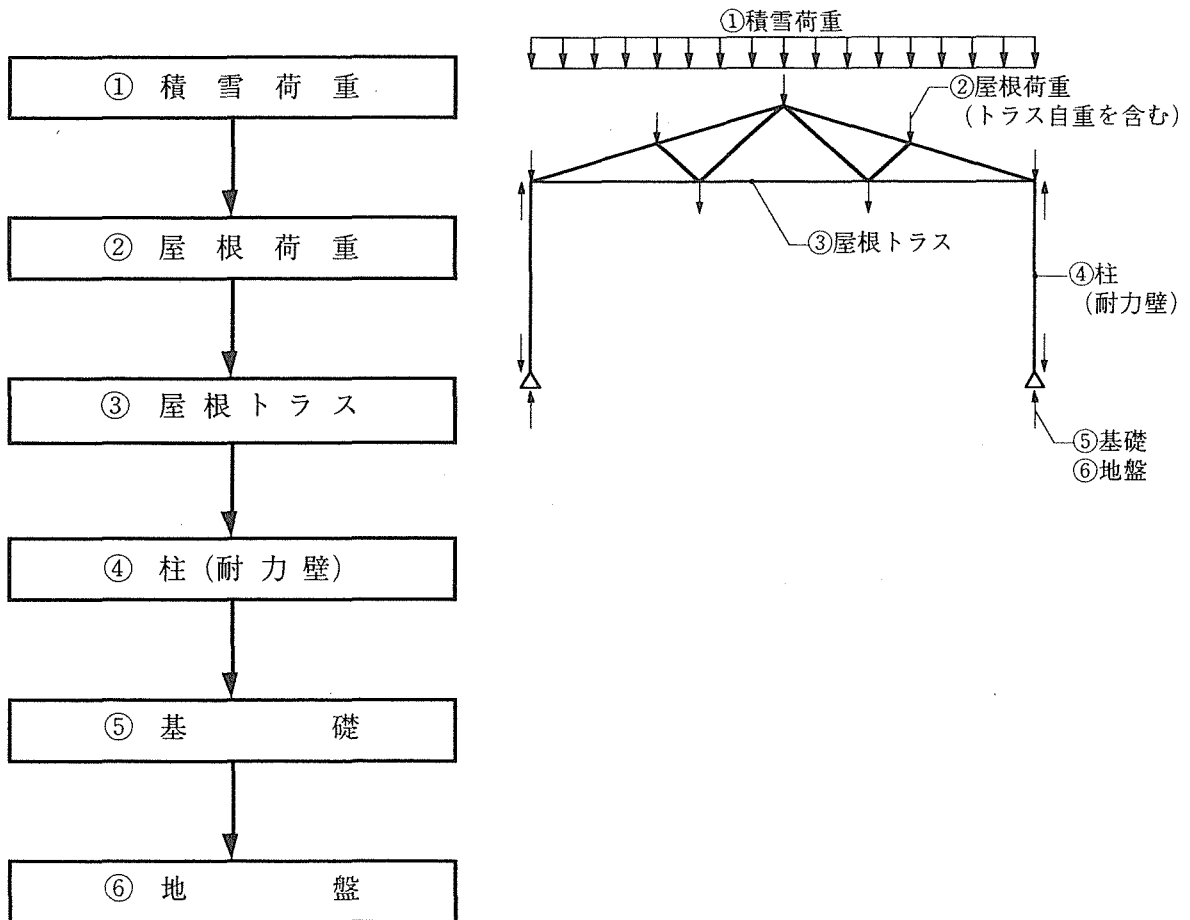 ①積雪荷重
②屋根荷重
③屋根トラス
④柱(耐力壁)
⑤基礎
⑥地盤
①積雪荷重
②屋根荷重
(トラス自重を含む)
③屋根トラス
④柱
(耐力壁)
⑤基礎
⑥地盤